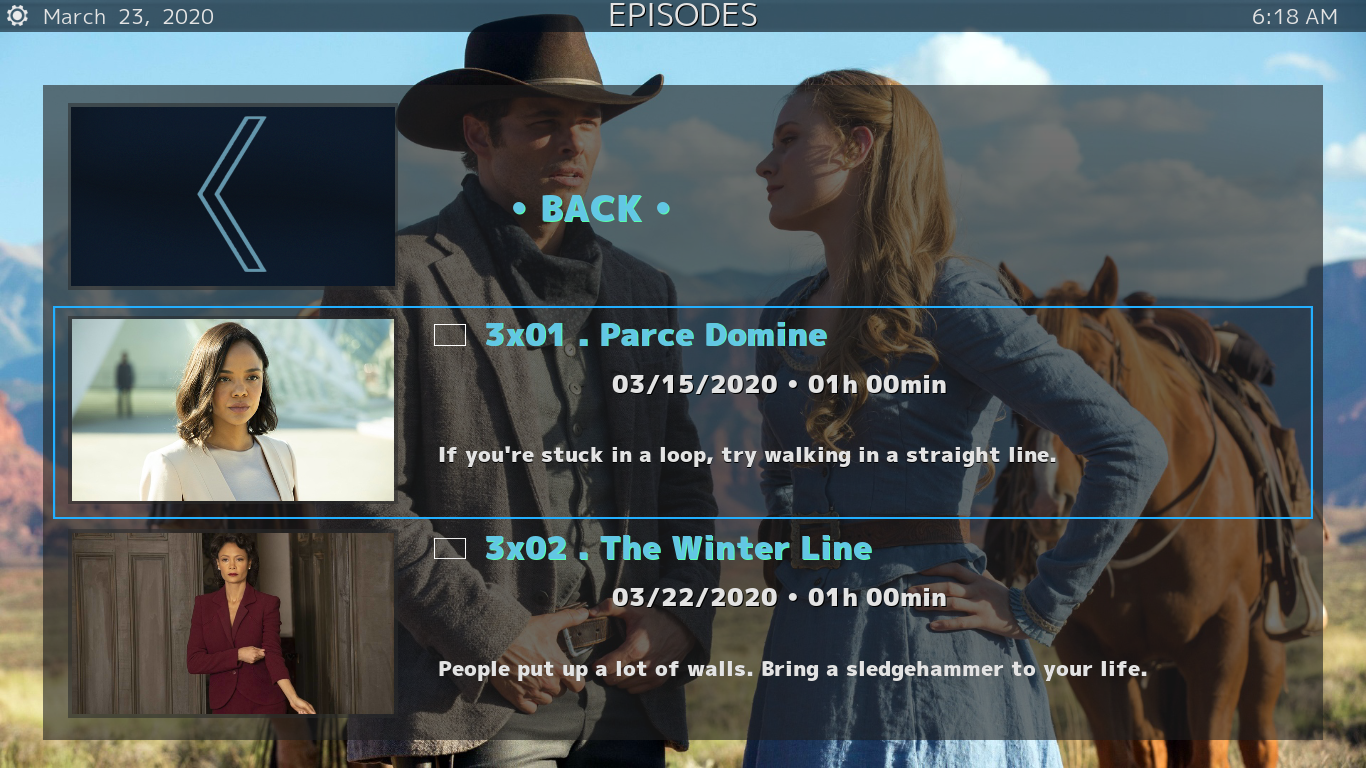 March 23, 2020
EPISODES
6:18 AM
• BACK •
3x01 . Parce Domine
03/15/2020 • 01h 00min
If you're stuck in a loop, try walking in a straight line.
3x02 . The Winter Line
03/22/2020 • 01h 00min
People put up a lot of walls. Bring a sledgehammer to your life.